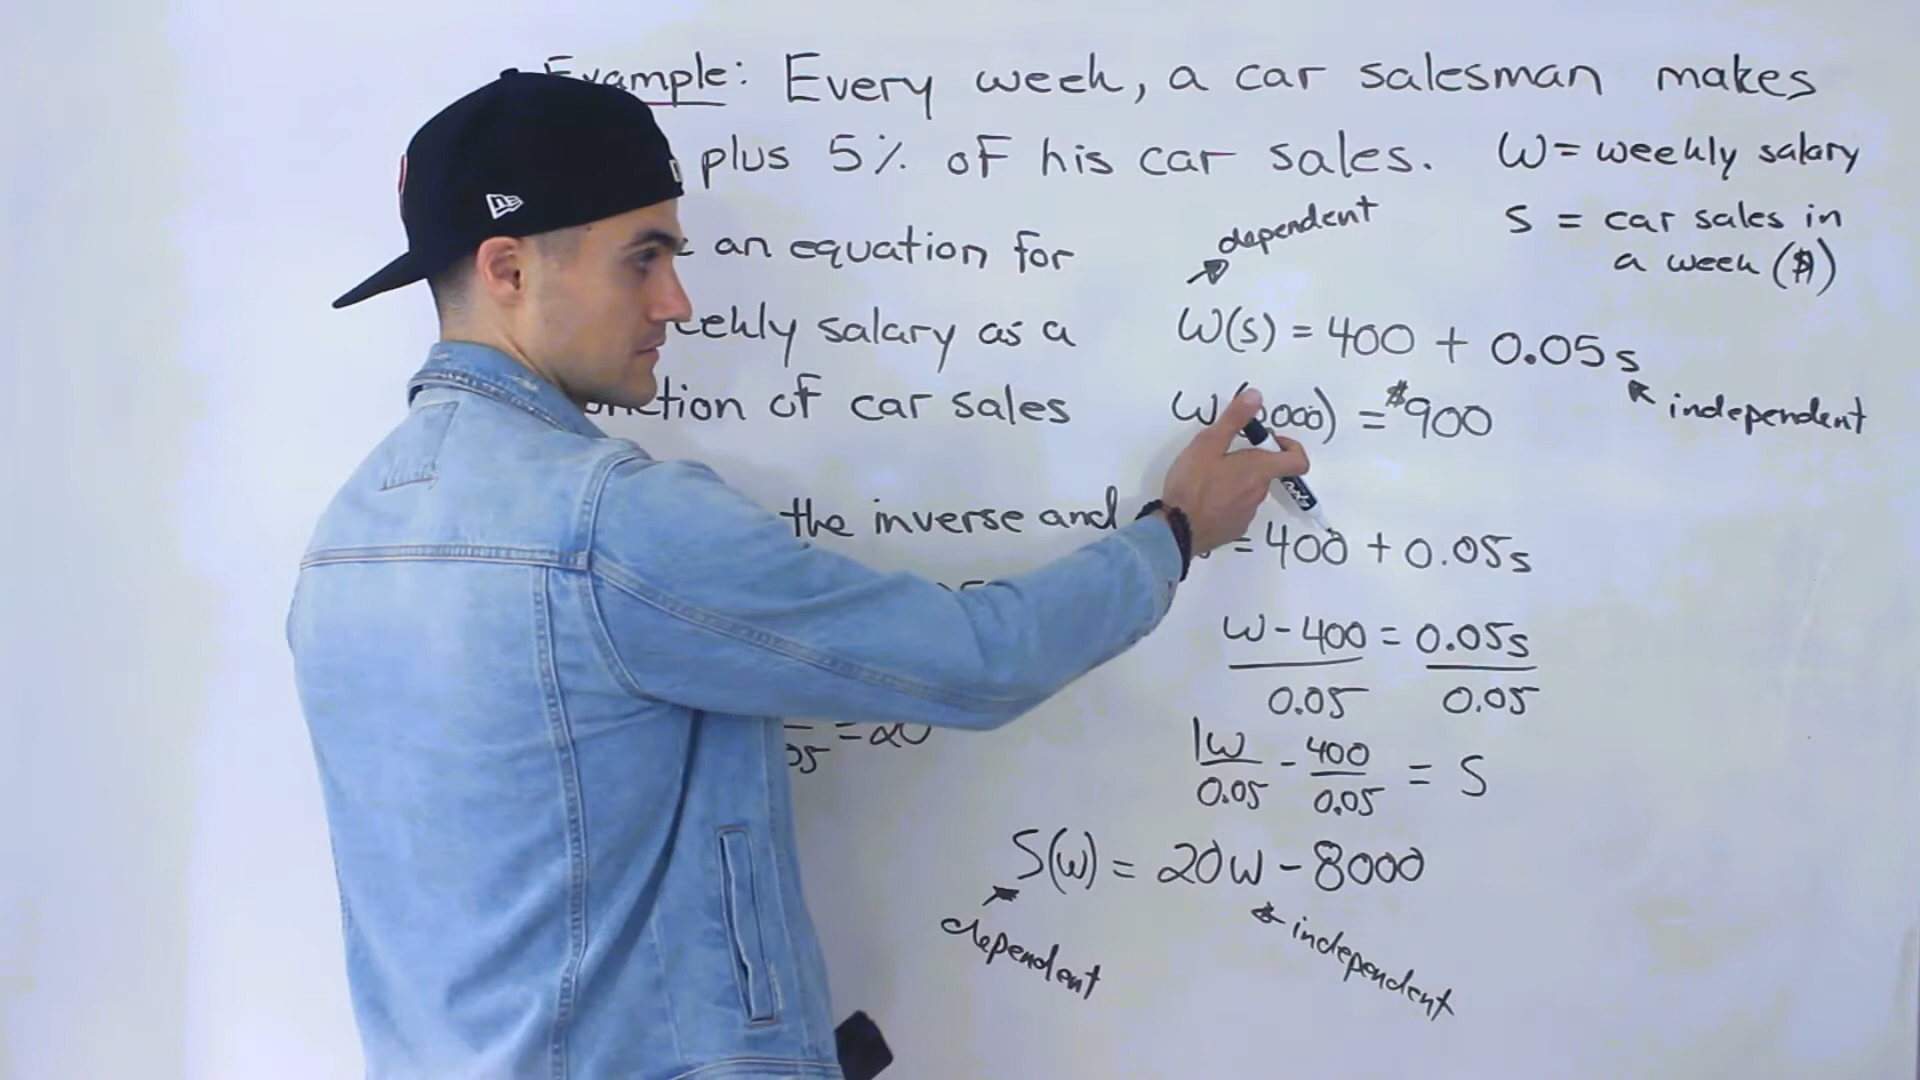 Example: Every week, a car salesman makes
plus 5% of his car sales.
an equation for
weekly salary as a
function of car sales
the inverse and
05 = 20
W = weekly salary
S = car sales in
a week ($)
dependent
W(s) = 400 + 0.05s
independent
= $900
= 400 + 0.05s
W - 400 = 0.05s
0.05 0.05
1W/0.05 - 400/0.05 = S
S(w) = 20W - 8000
dependent
independent